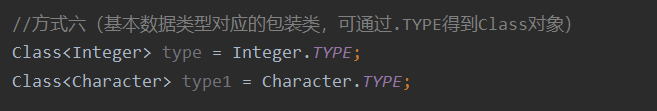 //方式六（基本数据类型对应的包装类，可通过.TYPE得到Class对象）
Class<Integer> type = Integer.TYPE;
Class<Character> type1 = Character.TYPE;